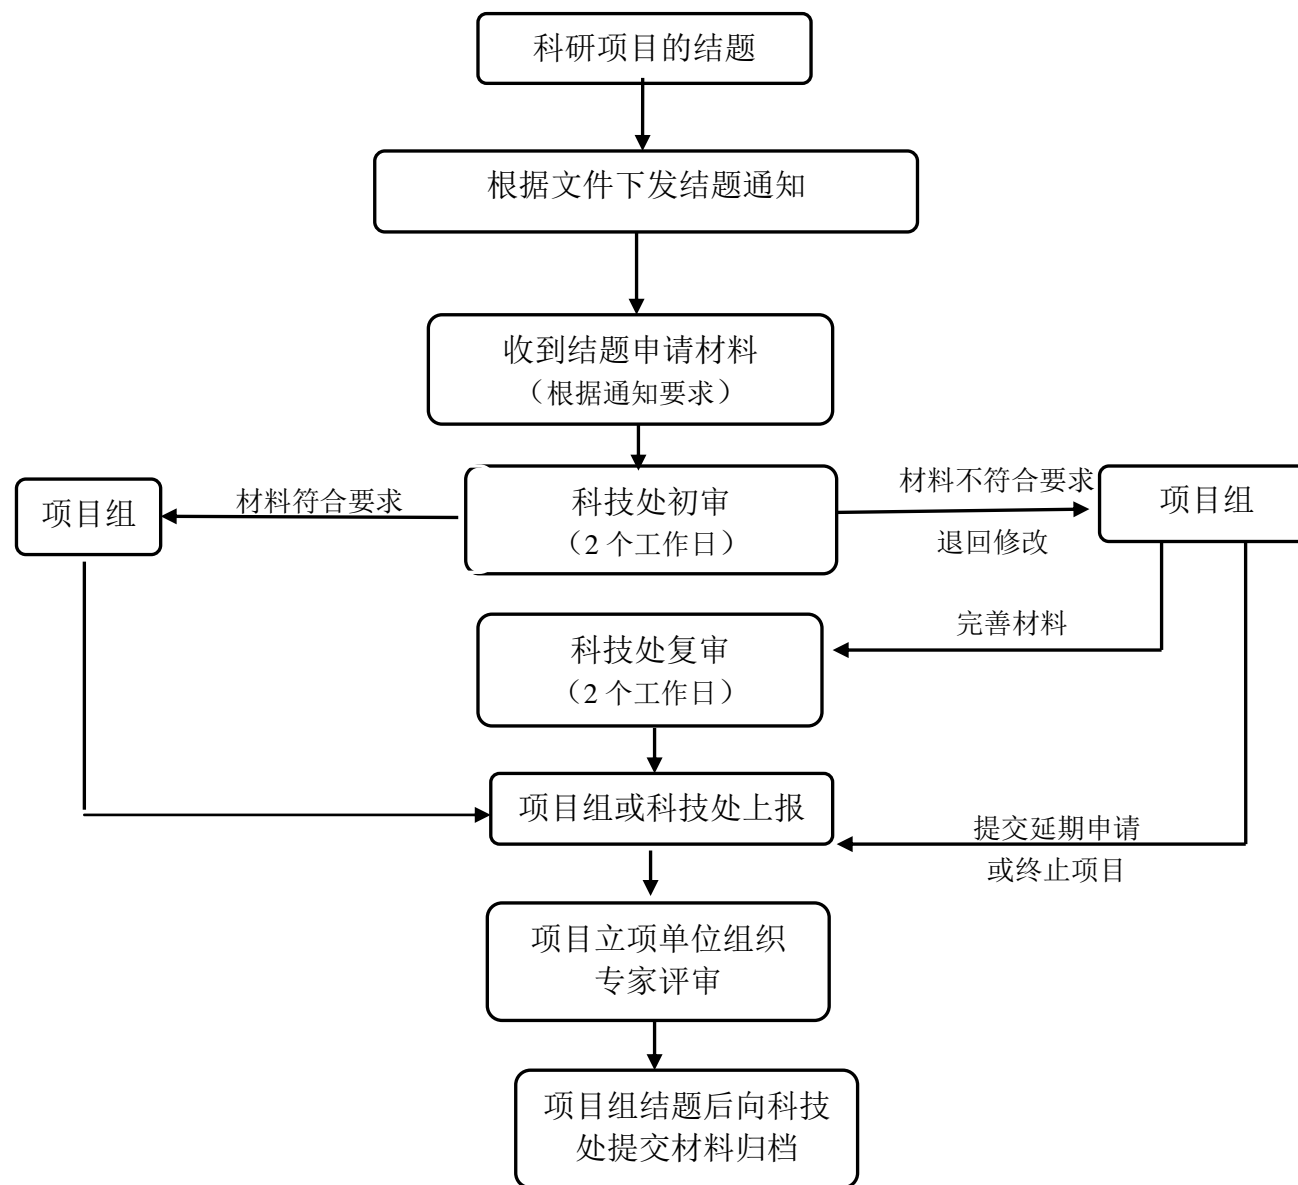 科研项目的结题
根据文件下发结题通知
收到结题申请材料
（根据通知要求）
项目组
材料符合要求
科技处初审
（2 个工作日）
材料不符合要求
退回修改
项目组
完善材料
科技处复审
（2 个工作日）
项目组或科技处上报
提交延期申请
或终止项目
项目立项单位组织
专家评审
项目组结题后向科技
处提交材料归档